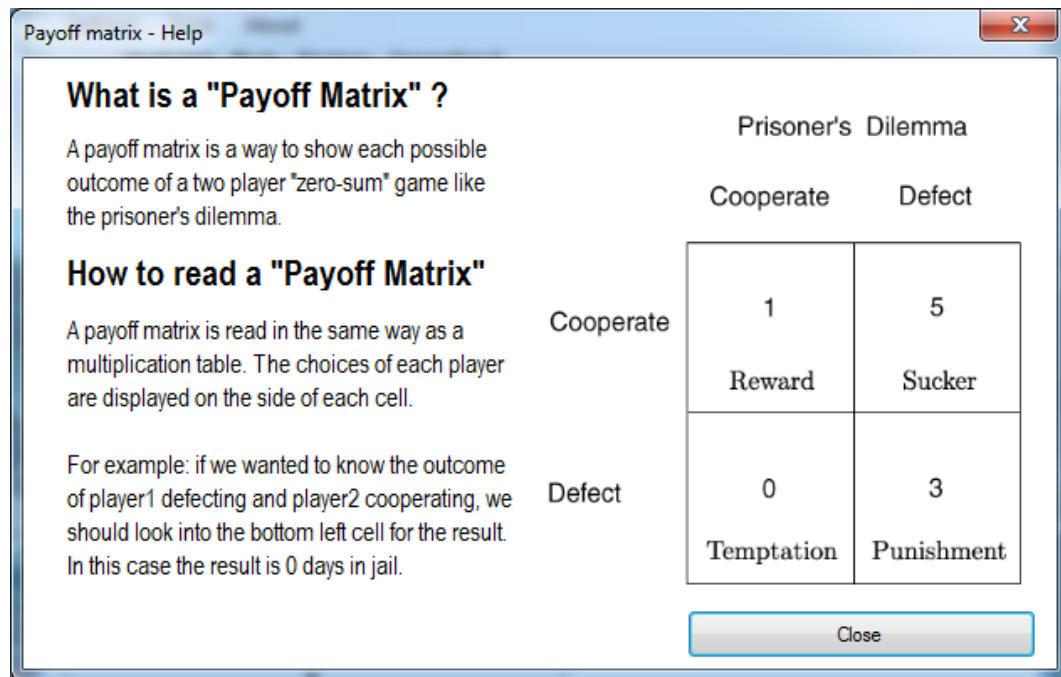 Payoff matrix - Help
What is a "Payoff Matrix" ?
A payoff matrix is a way to show each possible
outcome of a two player "zero-sum" game like
the prisoner's dilemma.
How to read a "Payoff Matrix"
A payoff matrix is read in the same way as a
multiplication table. The choices of each player
are displayed on the side of each cell.
For example: if we wanted to know the outcome
of player1 defecting and player2 cooperating, we
should look into the bottom left cell for the result.
In this case the result is 0 days in jail.
Prisoner's Dilemma
Cooperate Defect
Cooperate 1 5
Reward Sucker
Defect 0 3
Temptation Punishment
Close